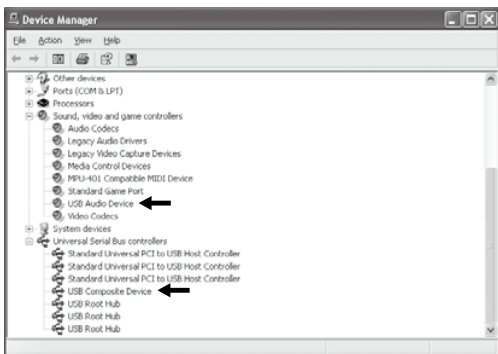 Device Manager
File Action View Help
Other devices
Ports (COM & LPT)
Processors
Sound, video and game controllers
Audio Codecs
Legacy Audio Drivers
Legacy Video Capture Devices
Media Control Devices
MPU-401 Compatible MIDI Device
Standard Game Port
USB Audio Device
Video Codecs
System devices
Universal Serial Bus controllers
Standard Universal PCI to USB Host Controller
Standard Universal PCI to USB Host Controller
Standard Universal PCI to USB Host Controller
USB Composite Device
USB Root Hub
USB Root Hub
USB Root Hub